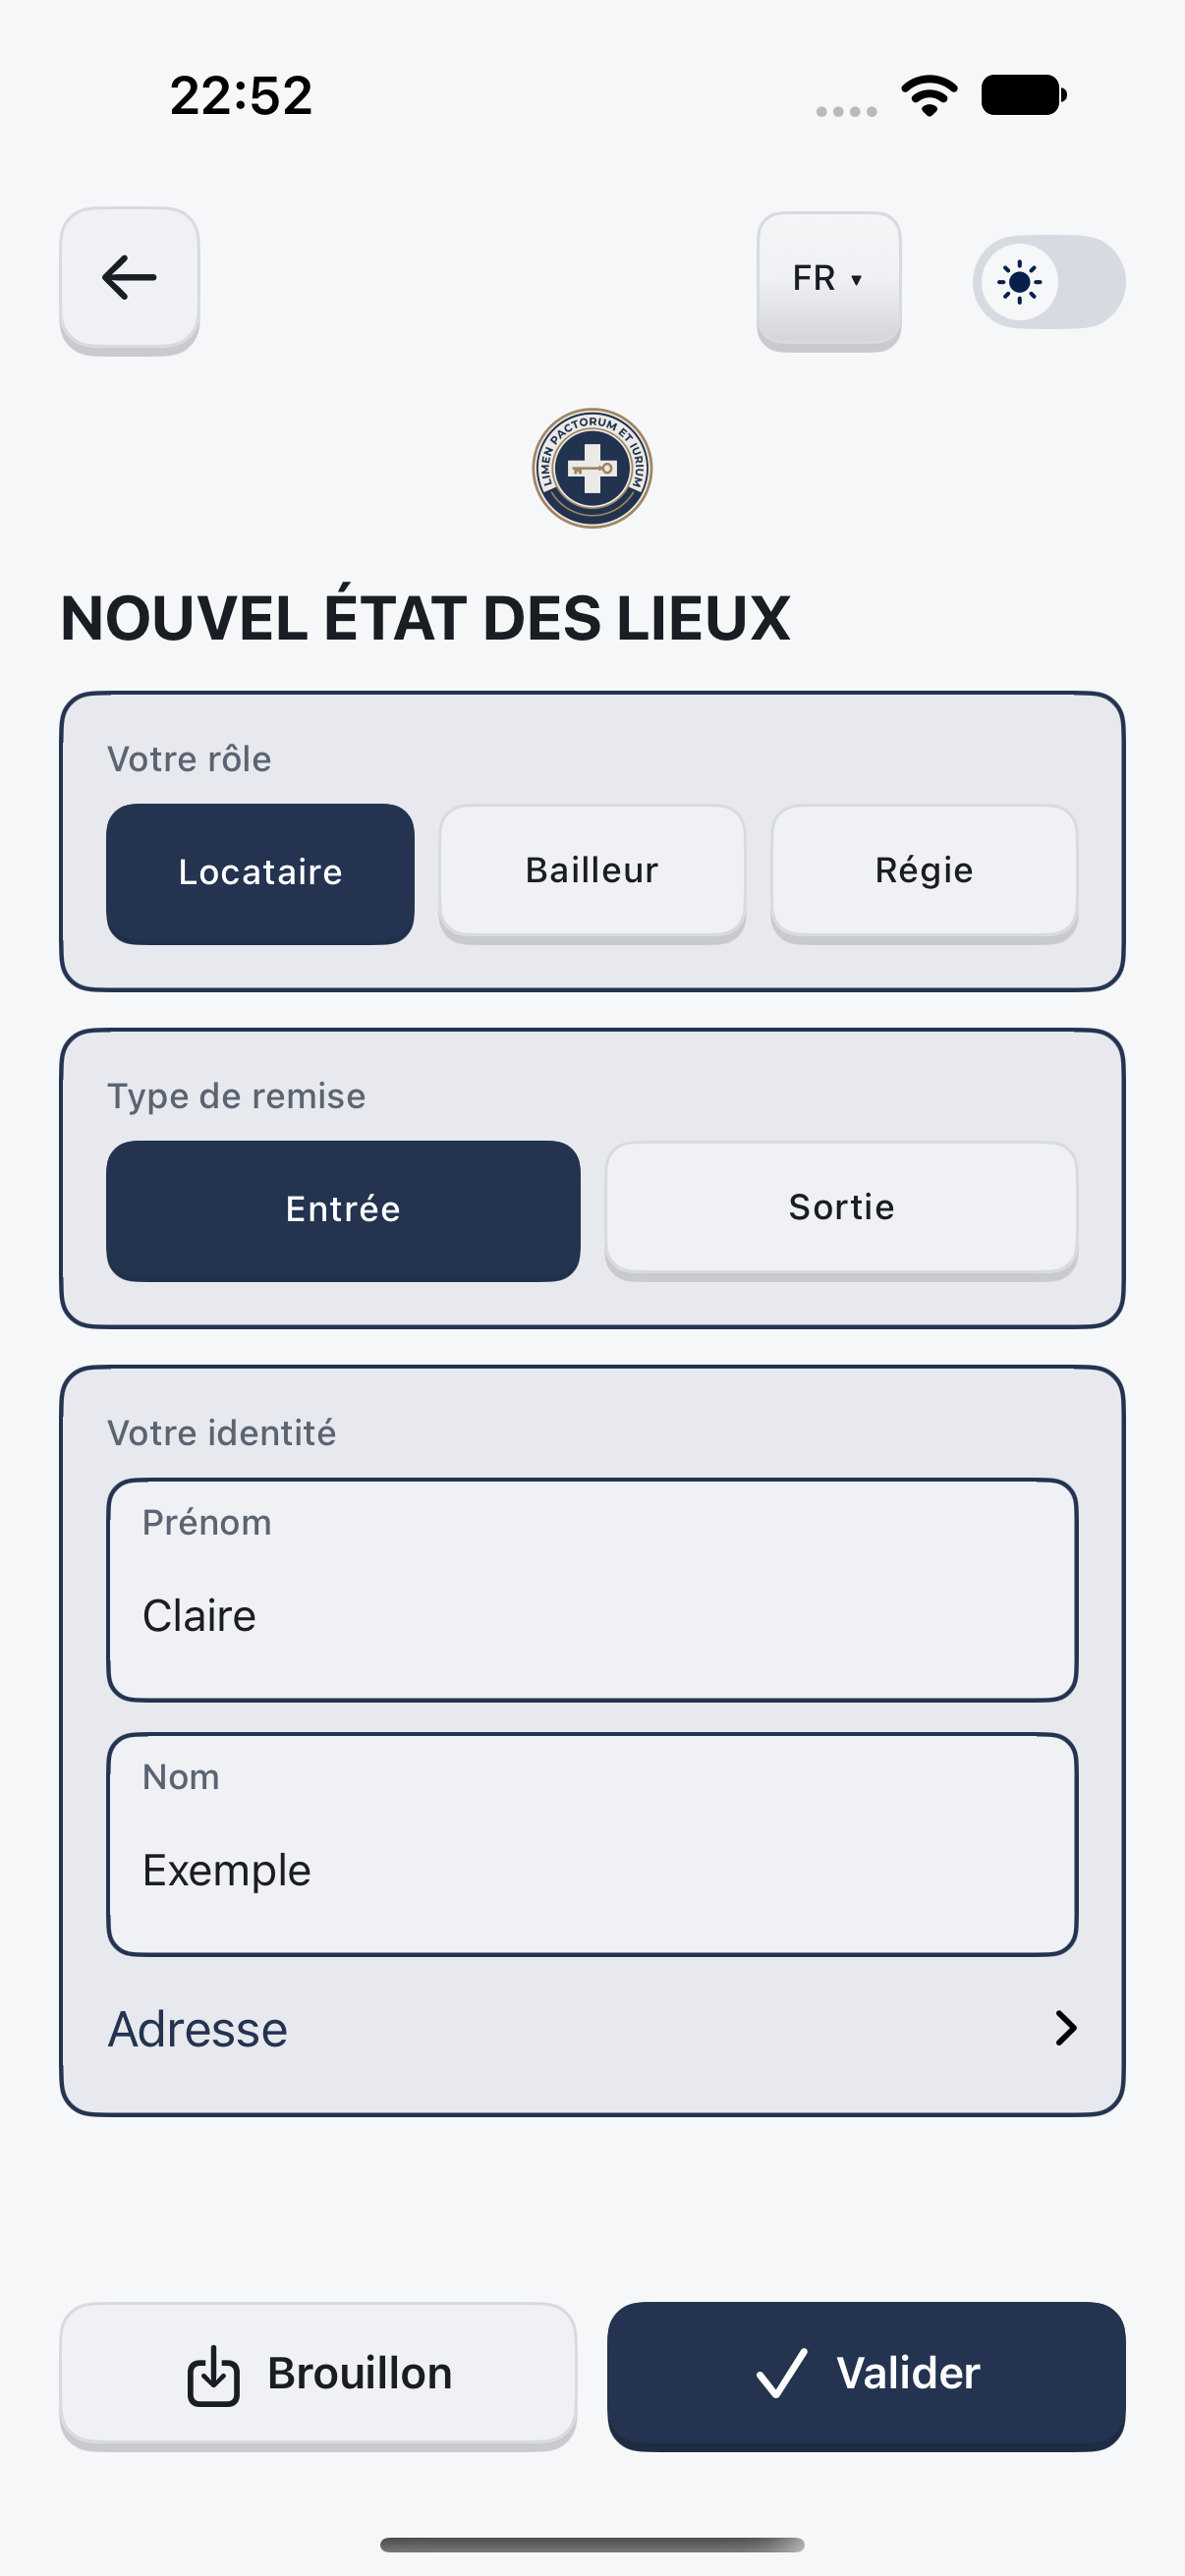 22:52
FR
LIMEN PACTORUM ET IURIUM
NOUVEL ÉTAT DES LIEUX
Votre rôle
Locataire
Bailleur
Régie
Type de remise
Entrée
Sortie
Votre identité
Prénom
Claire
Nom
Exemple
Adresse
Brouillon
Valider